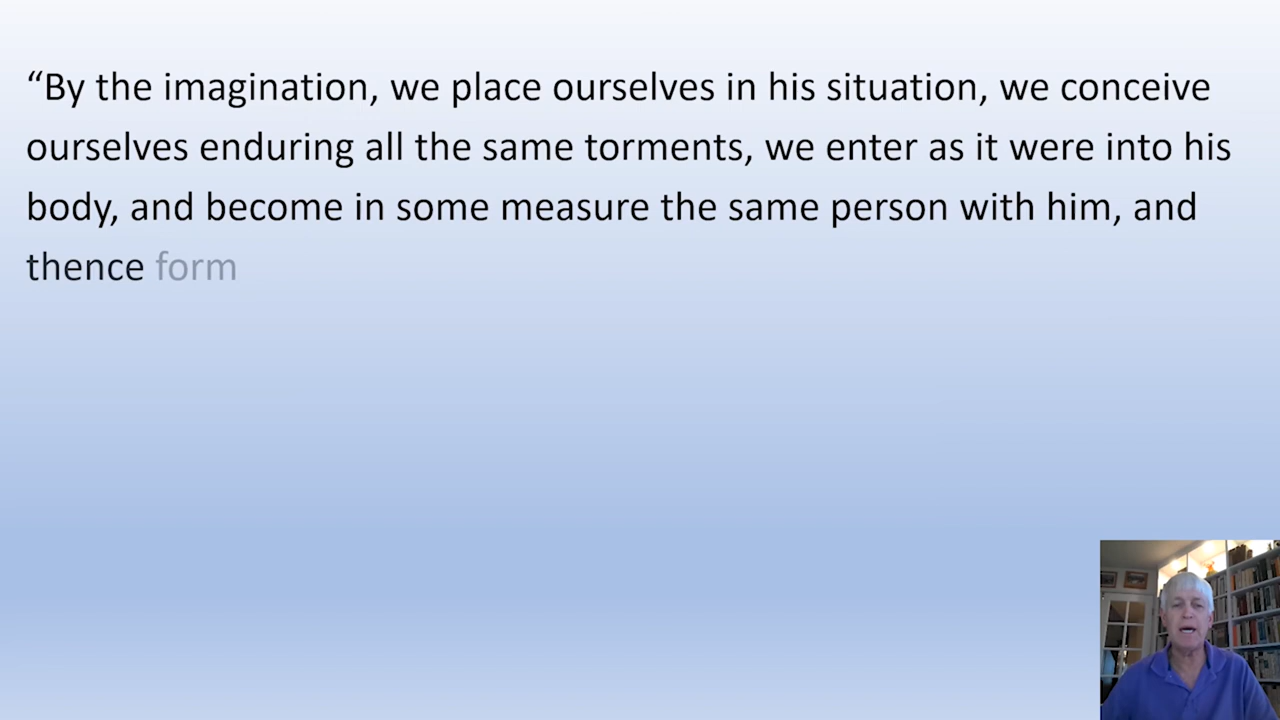 “By the imagination, we place ourselves in his situation, we conceive
ourselves enduring all the same torments, we enter as it were into his
body, and become in some measure the same person with him, and
thence form